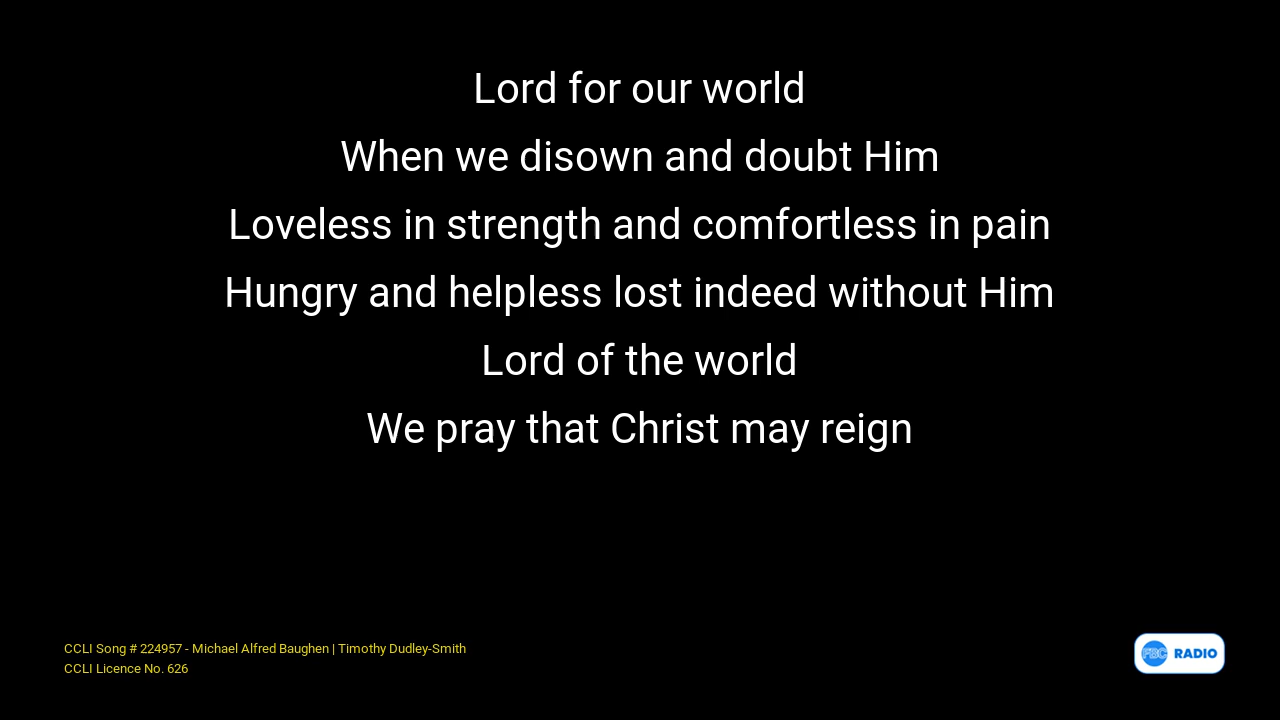 Lord for our world
When we disown and doubt Him
Loveless in strength and comfortless in pain
Hungry and helpless lost indeed without Him
Lord of the world
We pray that Christ may reign
CCLI Song # 224957 - Michael Alfred Baughen | Timothy Dudley-Smith
CCLI Licence No. 626
FBC RADIO